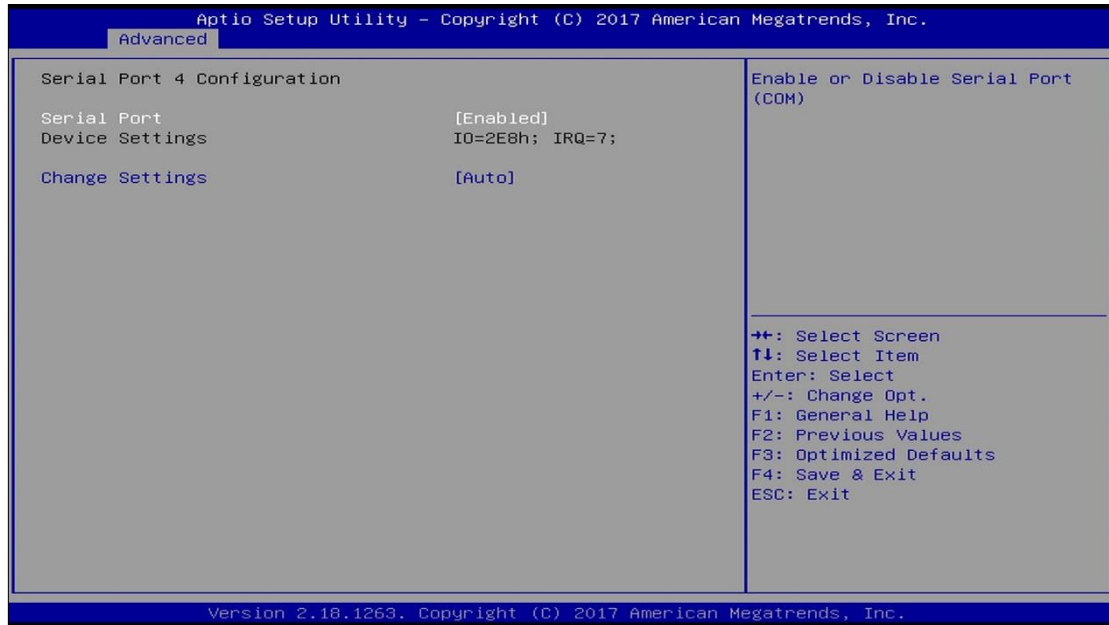 Aptio Setup Utility – Copyright (C) 2017 American Megatrends, Inc.
Advanced
Serial Port 4 Configuration
Serial Port [Enabled]
Device Settings IO=2E8h; IRQ=7;
Change Settings [Auto]
Enable or Disable Serial Port
(COM)
→←: Select Screen
↑↓: Select Item
Enter: Select
+/-: Change Opt.
F1: General Help
F2: Previous Values
F3: Optimized Defaults
F4: Save & Exit
ESC: Exit
Version 2.18.1263. Copyright (C) 2017 American Megatrends, Inc.